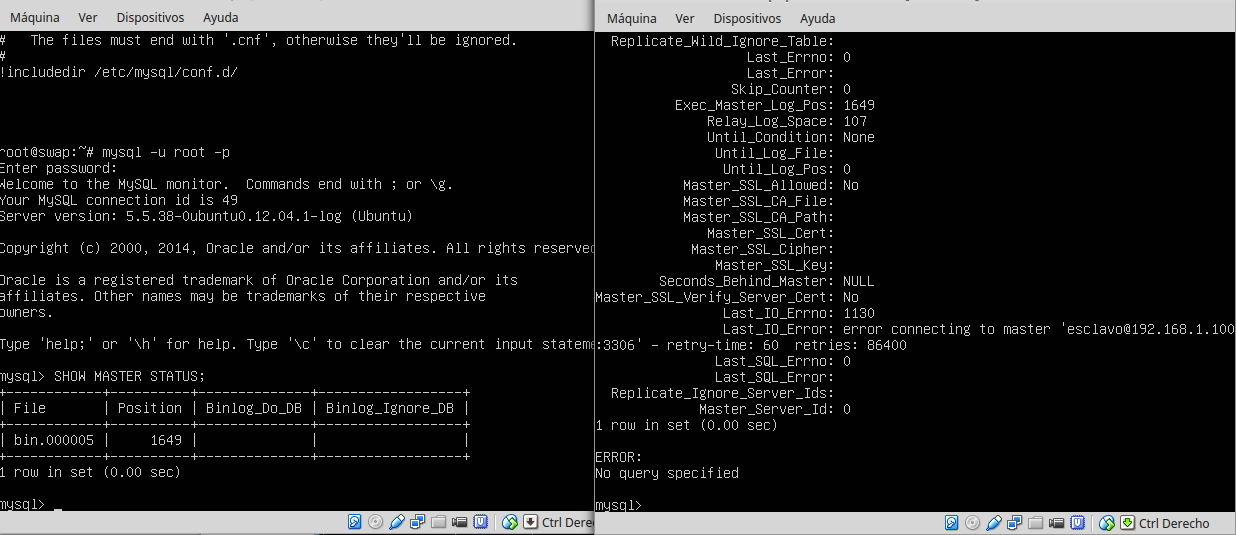 Máquina Ver Dispositivos Ayuda
# The files must end with '.cnf', otherwise they'll be ignored.
#
!includedir /etc/mysql/conf.d/
root@swap:~# mysql -u root -p
Enter password:
Welcome to the MySQL monitor. Commands end with ; or \g.
Your MySQL connection id is 49
Server version: 5.5.38-0ubuntu0.12.04.1-log (Ubuntu)
Copyright (c) 2000, 2014, Oracle and/or its affiliates. All rights reserved
Oracle is a registered trademark of Oracle Corporation and/or its
affiliates. Other names may be trademarks of their respective
owners.
Type 'help;' or '\h' for help. Type '\c' to clear the current input stateme
mysql> SHOW MASTER STATUS;
+-----------+----------+--------------+------------------+
| File | Position | Binlog_Do_DB | Binlog_Ignore_DB |
+-----------+----------+--------------+------------------+
| bin.000005 | 1649 | | |
+-----------+----------+--------------+------------------+
1 row in set (0.00 sec)
mysql> _
Ctrl Dere
Máquina Ver Dispositivos Ayuda
Replicate_Wild_Ignore_Table:
Last_Errno: 0
Last_Error:
Skip_Counter: 0
Exec_Master_Log_Pos: 1649
Relay_Log_Space: 107
Until_Condition: None
Until_Log_File:
Until_Log_Pos: 0
Master_SSL_Allowed: No
Master_SSL_CA_File:
Master_SSL_CA_Path:
Master_SSL_Cert:
Master_SSL_Cipher:
Master_SSL_Key:
Seconds_Behind_Master: NULL
Master_SSL_Verify_Server_Cert: No
Last_IO_Errno: 1130
Last_IO_Error: error connecting to master 'esclavo@192.168.1.100
:3306' - retry-time: 60 retries: 86400
Last_SQL_Errno: 0
Last_SQL_Error:
Replicate_Ignore_Server_Ids:
Master_Server_Id: 0
1 row in set (0.00 sec)
ERROR:
No query specified
mysql>
Ctrl Derecho